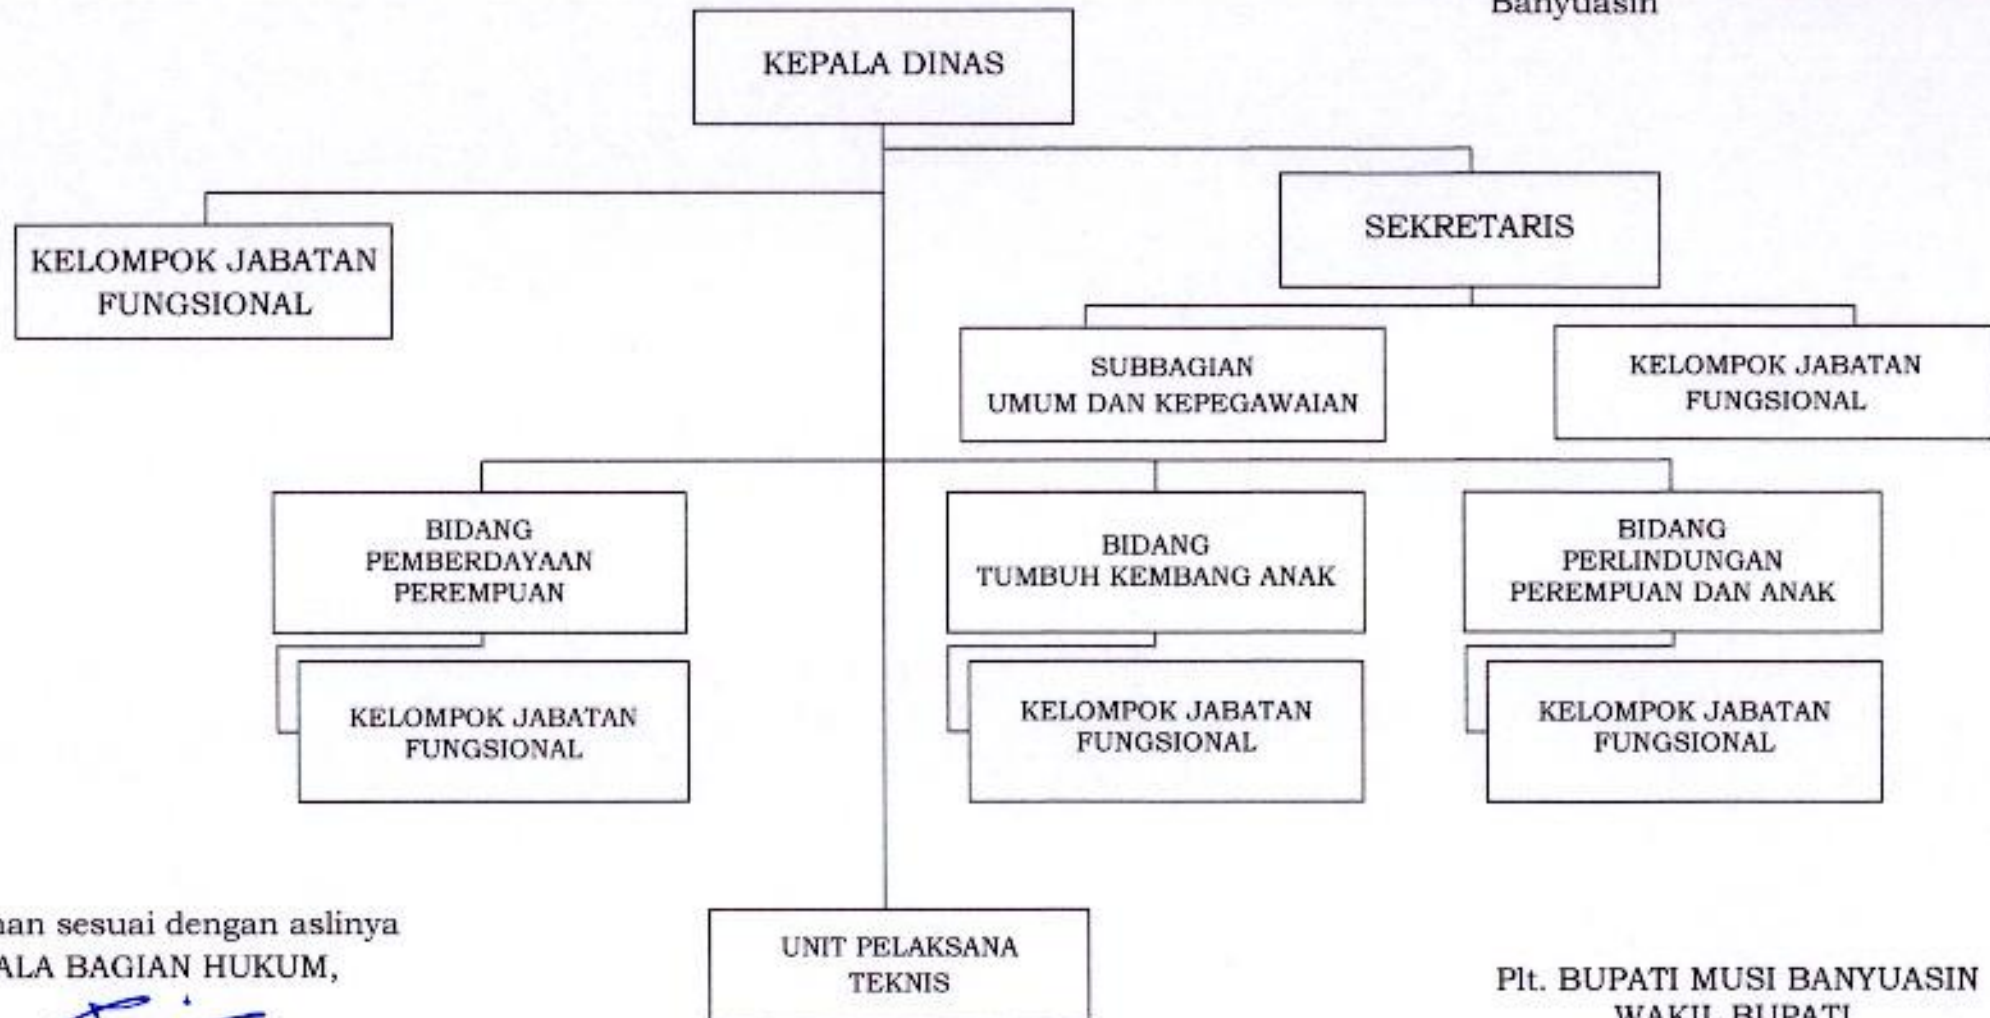 Banyuasin
KEPALA DINAS
SEKRETARIS
KELOMPOK JABATAN
FUNGSIONAL
SUBBAGIAN
UMUM DAN KEPEGAWAIAN
KELOMPOK JABATAN
FUNGSIONAL
BIDANG
PEMBERDAYAAN
PEREMPUAN
BIDANG
TUMBUH KEMBANG ANAK
BIDANG
PERLINDUNGAN
PEREMPUAN DAN ANAK
KELOMPOK JABATAN
FUNGSIONAL
KELOMPOK JABATAN
FUNGSIONAL
KELOMPOK JABATAN
FUNGSIONAL
sesuai dengan aslinya
BAGIAN HUKUM,
UNIT PELAKSANA
TEKNIS
Plt. BUPATI MUSI BANYUASIN
WAKIL BUPATI